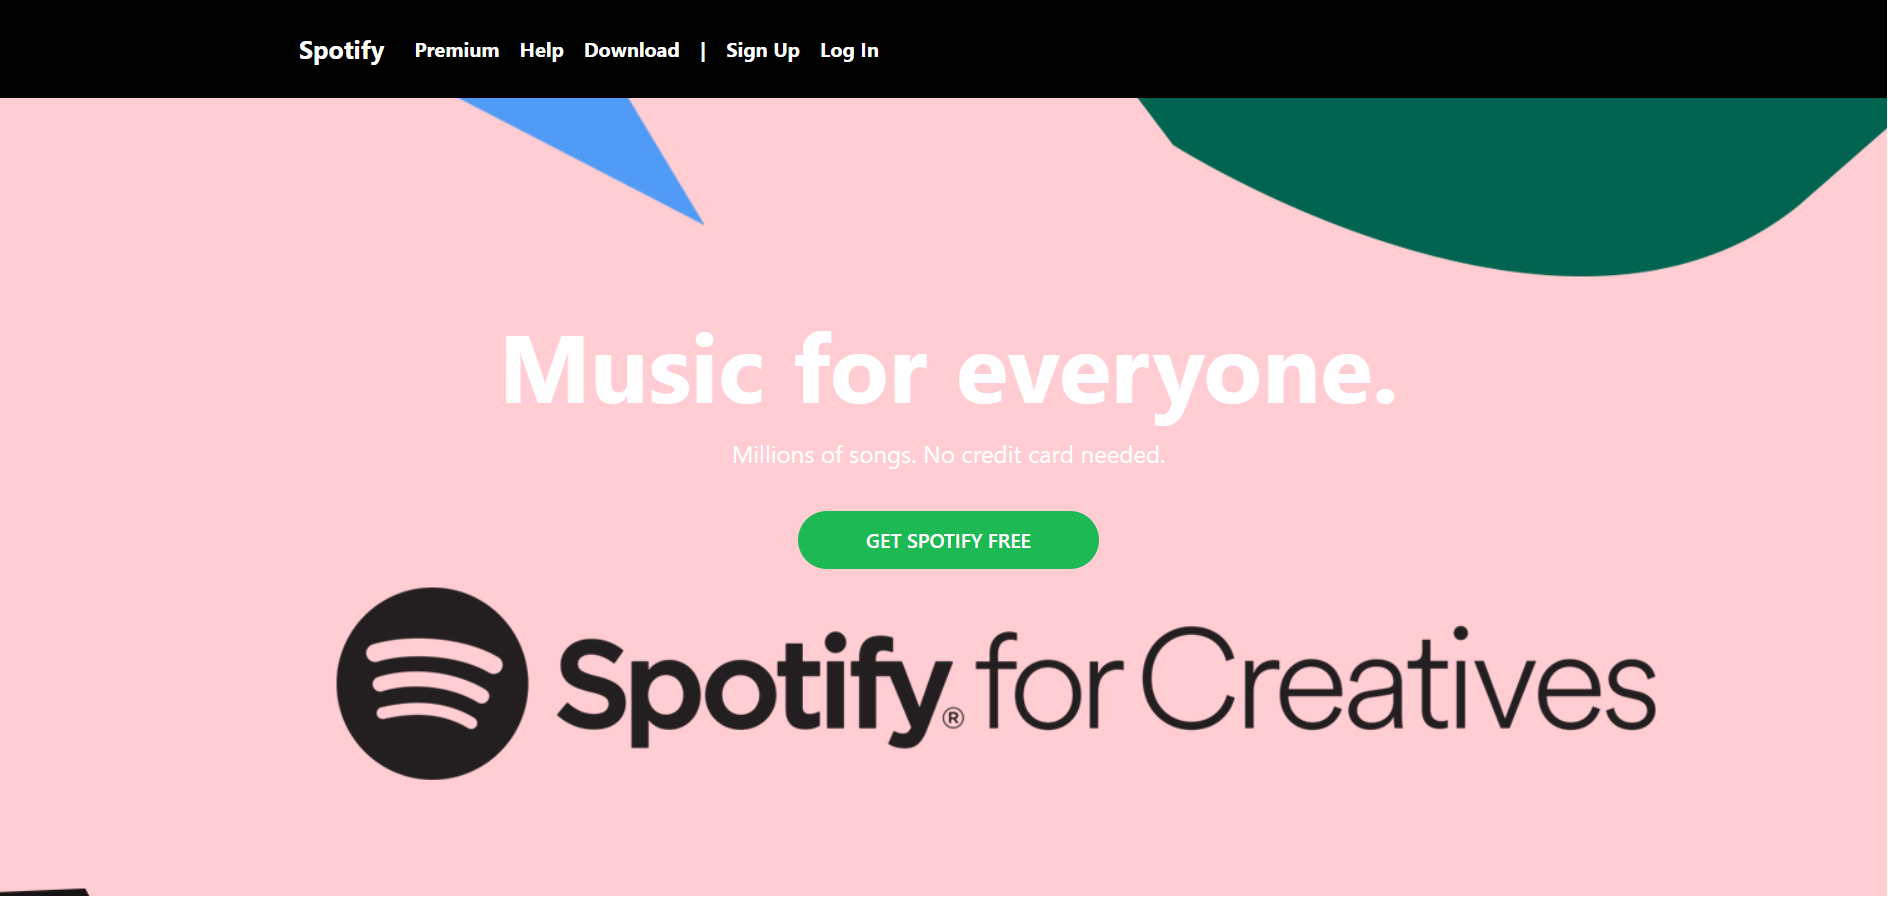 Spotify Premium Help Download | Sign Up Log In
Music for everyone.
Millions of songs. No credit card needed.
GET SPOTIFY FREE
Spotify® for Creatives